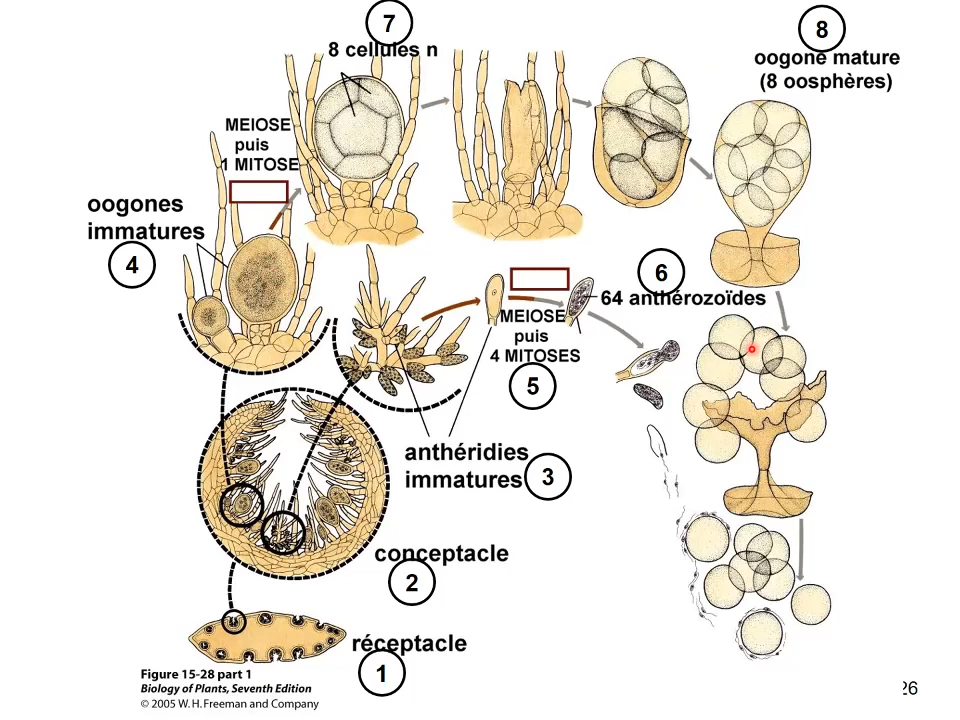 7
8 cellules n
8
oogone mature
(8 oosphères)
MEIOSE
puis
1 MITOSE
oogones
immatures
4
6
64 anthérozoïdes
MEIOSE
puis
4 MITOSES
5
anthéridies
immatures
3
conceptacle
2
réceptacle
1
Figure 15-28 part 1
Biology of Plants, Seventh Edition
© 2005 W. H. Freeman and Company
26